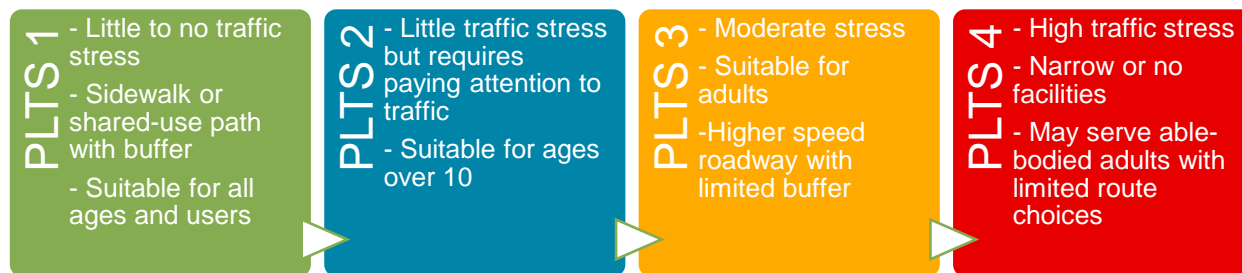 PLTS 1
- Little to no traffic
stress
- Sidewalk or
shared-use path
with buffer
- Suitable for all
ages and users
PLTS 2
- Little traffic stress
but requires
paying attention to
traffic
- Suitable for ages
over 10
PLTS 3
- Moderate stress
- Suitable for
adults
-Higher speed
roadway with
limited buffer
PLTS 4
- High traffic stress
- Narrow or no
facilities
- May serve able-
bodied adults with
limited route
choices